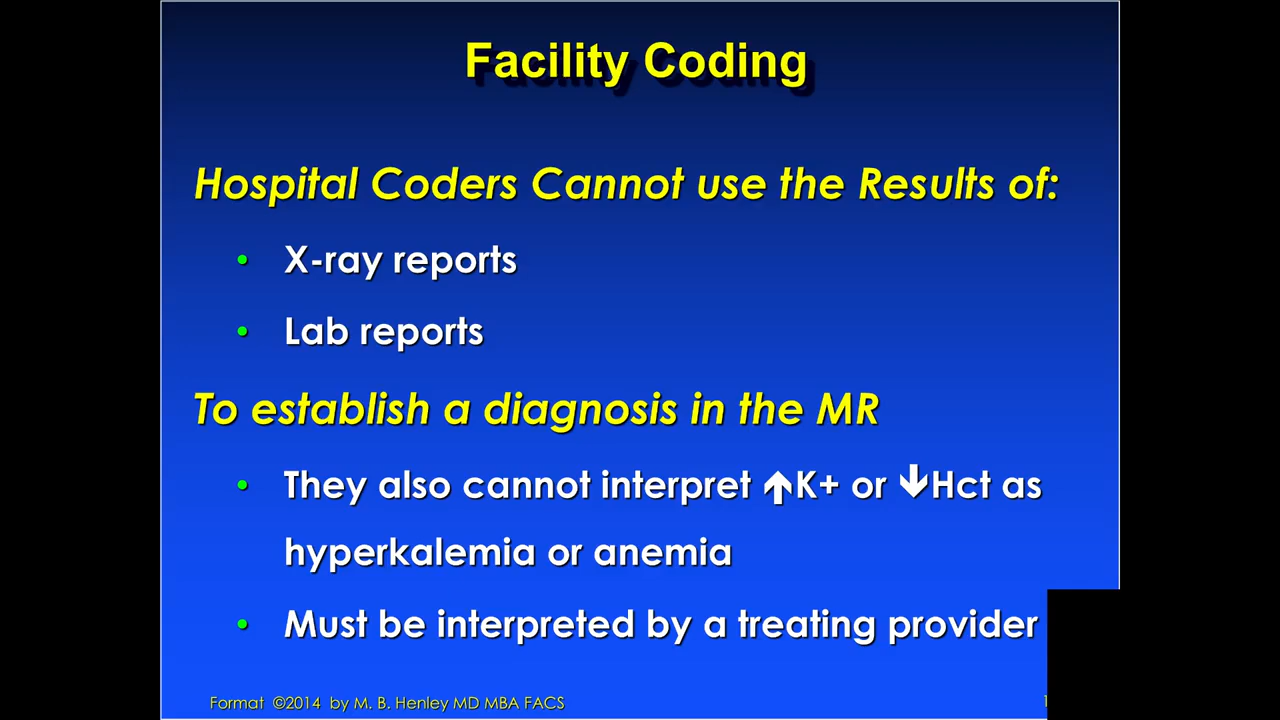 Facility Coding
Hospital Coders Cannot use the Results of:
• X-ray reports
• Lab reports
To establish a diagnosis in the MR
• They also cannot interpret 🡹K+ or 🡻Hct as
hyperkalemia or anemia
• Must be interpreted by a treating provider
Format ©2014 by M. B. Henley MD MBA FACS